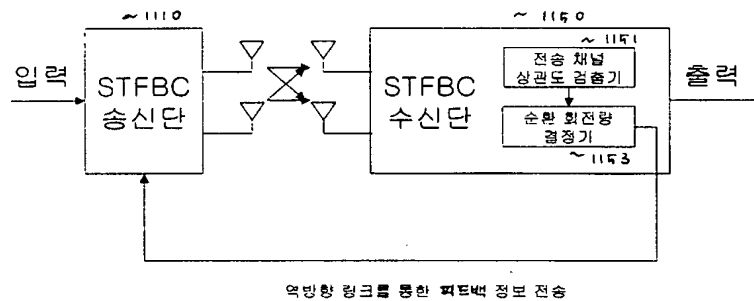 ~1110
~1150
~1151
입력
STFBC
송신단
STFBC
수신단
전송 채널
상관도 검출기
순환 회전량
결정기
~1153
출력
역방향 링크를 통한 피드백 정보 전송